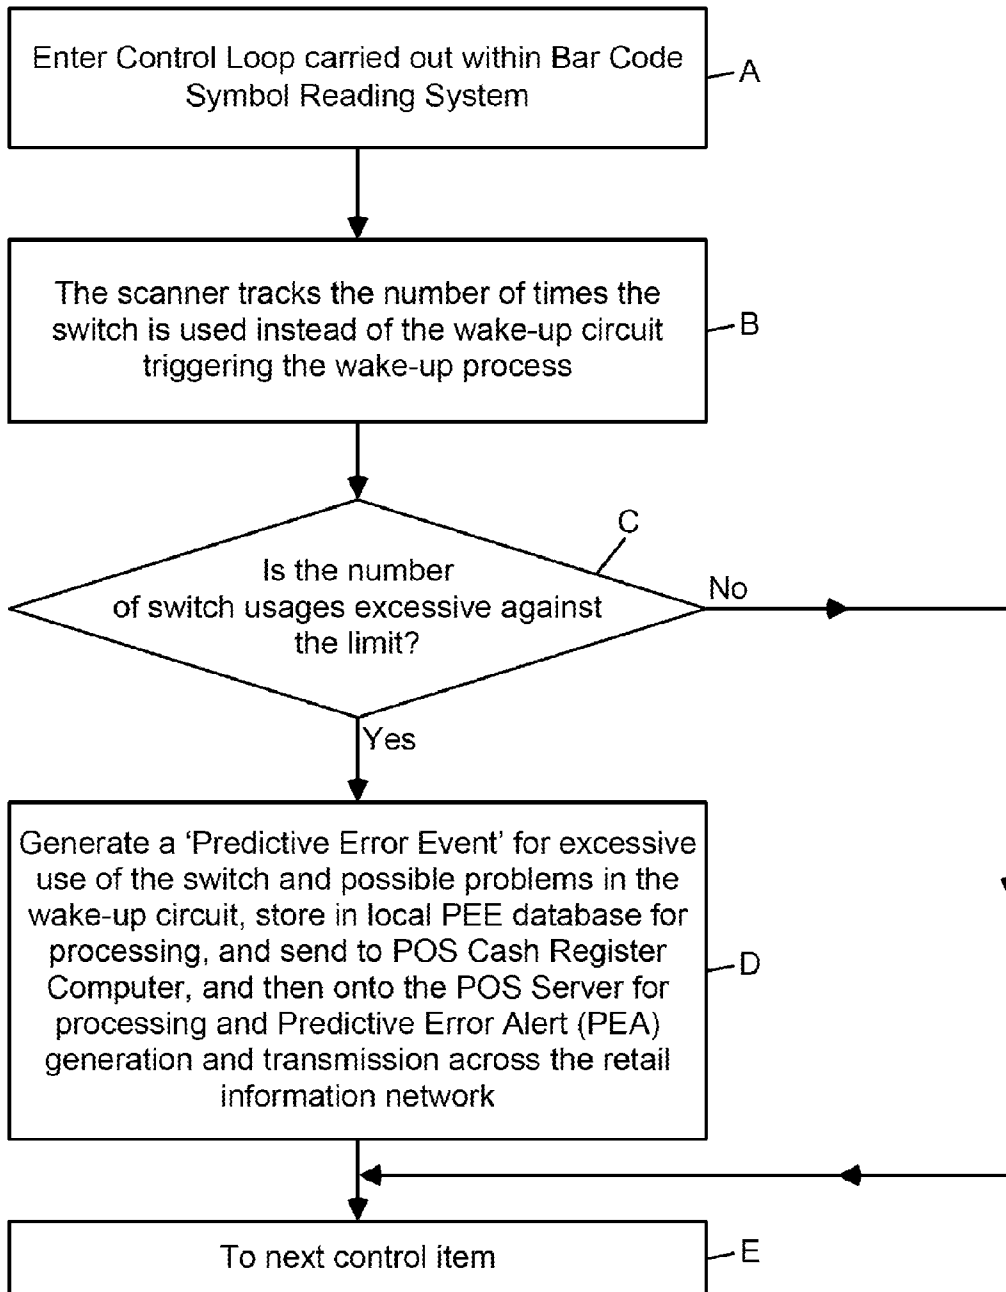 Enter Control Loop carried out within Bar Code
Symbol Reading System
A
The scanner tracks the number of times the
switch is used instead of the wake-up circuit
triggering the wake-up process
B
C
Is the number
of switch usages excessive against
the limit?
No
Yes
Generate a ‘Predictive Error Event’ for excessive
use of the switch and possible problems in the
wake-up circuit, store in local PEE database for
processing, and send to POS Cash Register
Computer, and then onto the POS Server for
processing and Predictive Error Alert (PEA)
generation and transmission across the retail
information network
D
To next control item
E